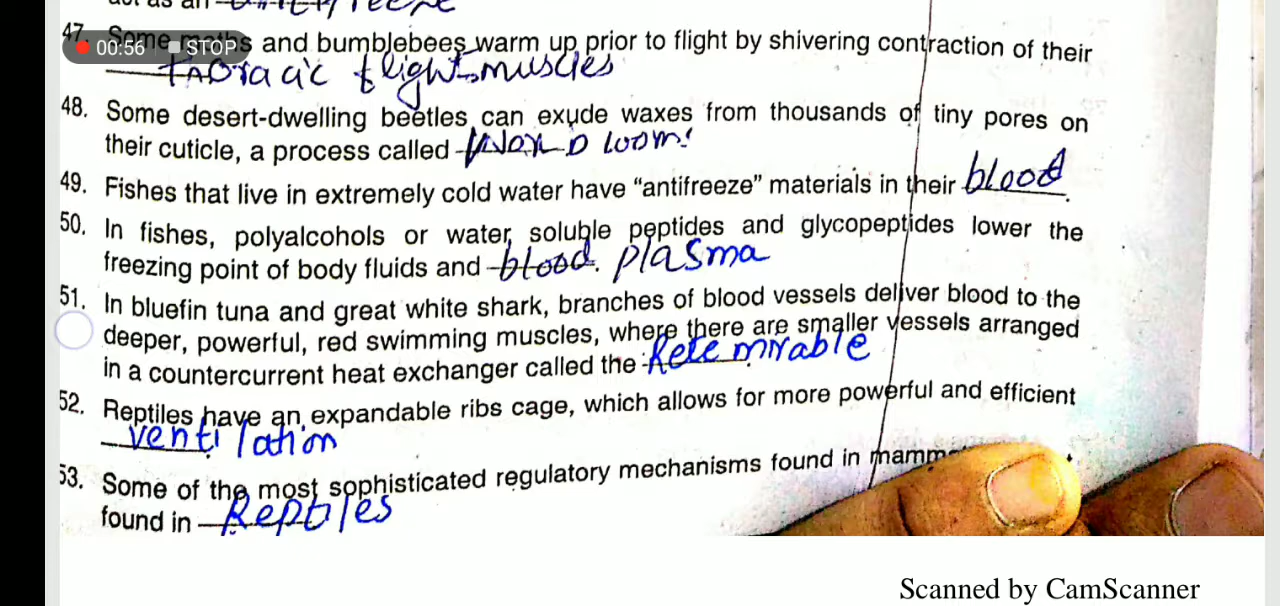 47. Some moths and bumblebees warm up prior to flight by shivering contraction of their
00:56 STOP
Thoracic flight muscles
48. Some desert-dwelling beetles can exude waxes from thousands of tiny pores on
their cuticle, a process called Wax Bloom
49. Fishes that live in extremely cold water have “antifreeze” materials in their blood.
50. In fishes, polyalcohols or water soluble peptides and glycopeptides lower the
freezing point of body fluids and blood plasma
51. In bluefin tuna and great white shark, branches of blood vessels deliver blood to the
deeper, powerful, red swimming muscles, where there are smaller vessels arranged
in a countercurrent heat exchanger called the Rete mirable
52. Reptiles have an expandable ribs cage, which allows for more powerful and efficient
ventilation
53. Some of the most sophisticated regulatory mechanisms found in
found in Reptiles
Scanned by CamScanner